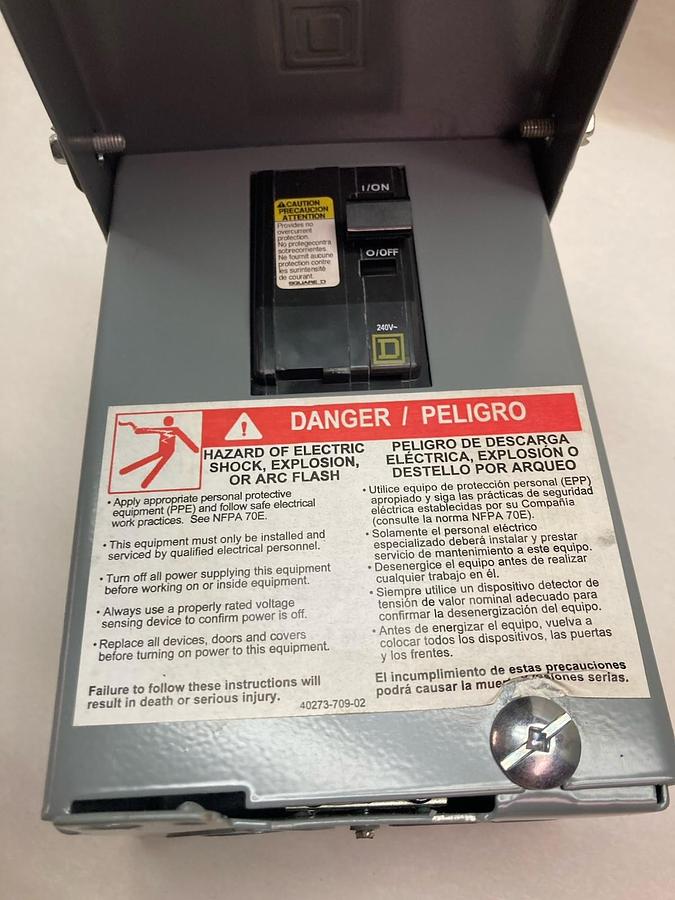 I/ON
CAUTION
PRECAUCION
ATTENTION
Provides no
overcurrent
protection.
No protegecontra
sobrecorrientes.
Ne fournit aucune
protection contre
les surintensité
de courant.
SQUARE D
O/OFF
240V~
D
DANGER / PELIGRO
HAZARD OF ELECTRIC
SHOCK, EXPLOSION,
OR ARC FLASH
• Apply appropriate personal protective
equipment (PPE) and follow safe electrical
work practices. See NFPA 70E.
• This equipment must only be installed and
serviced by qualified electrical personnel.
• Turn off all power supplying this equipment
before working on or inside equipment.
• Always use a properly rated voltage
sensing device to confirm power is off.
• Replace all devices, doors and covers
before turning on power to this equipment.
Failure to follow these instructions will
result in death or serious injury.
40273-709-02
PELIGRO DE DESCARGA
ELÉCTRICA, EXPLOSIÓN O
DESTELLO POR ARQUEO
• Utilice equipo de protección personal (EPP)
apropiado y siga las prácticas de seguridad
eléctrica establecidas por su Compañía
(consulte la norma NFPA 70E).
• Solamente el personal eléctrico
especializado deberá instalar y prestar
servicio de mantenimiento a este equipo.
• Desenergice el equipo antes de realizar
cualquier trabajo en él.
• Siempre utilice un dispositivo detector de
tensión de valor nominal adecuado para
confirmar la desenergización del equipo.
• Antes de energizar el equipo, vuelva a
colocar todos los dispositivos, las puertas
y los frentes.
El incumplimiento de estas precauciones
podrá causar la serias.